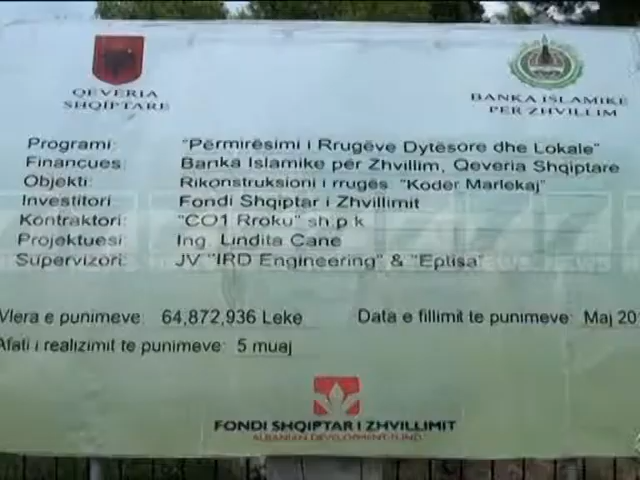 QEVERIA
SHQIPTARE
BANKA ISLAMIKE
PER ZHVILLIM
Programi: "Përmirësimi i Rrugëve Dytësore dhe Lokale"
Financues: Banka Islamike për Zhvillim, Qeveria Shqiptare
Objekti: Rikonstruksioni i rruges "Koder Marlekaj"
Investitori Fondi Shqiptar i Zhvillimit
Kontraktori: "CO1 Rroku" sh.p.k
Projektuesi Ing. Lindita Cane
Supervizori: JV "IRD Engineering" & "Eptisa"
Vlera e punimeve: 64,872,936 Leke Data e fillimit te punimeve: Maj 20
Afati i realizimit te punimeve: 5 muaj
FONDI SHQIPTAR I ZHVILLIMIT
ALBANIAN DEVELOPMENT FUND